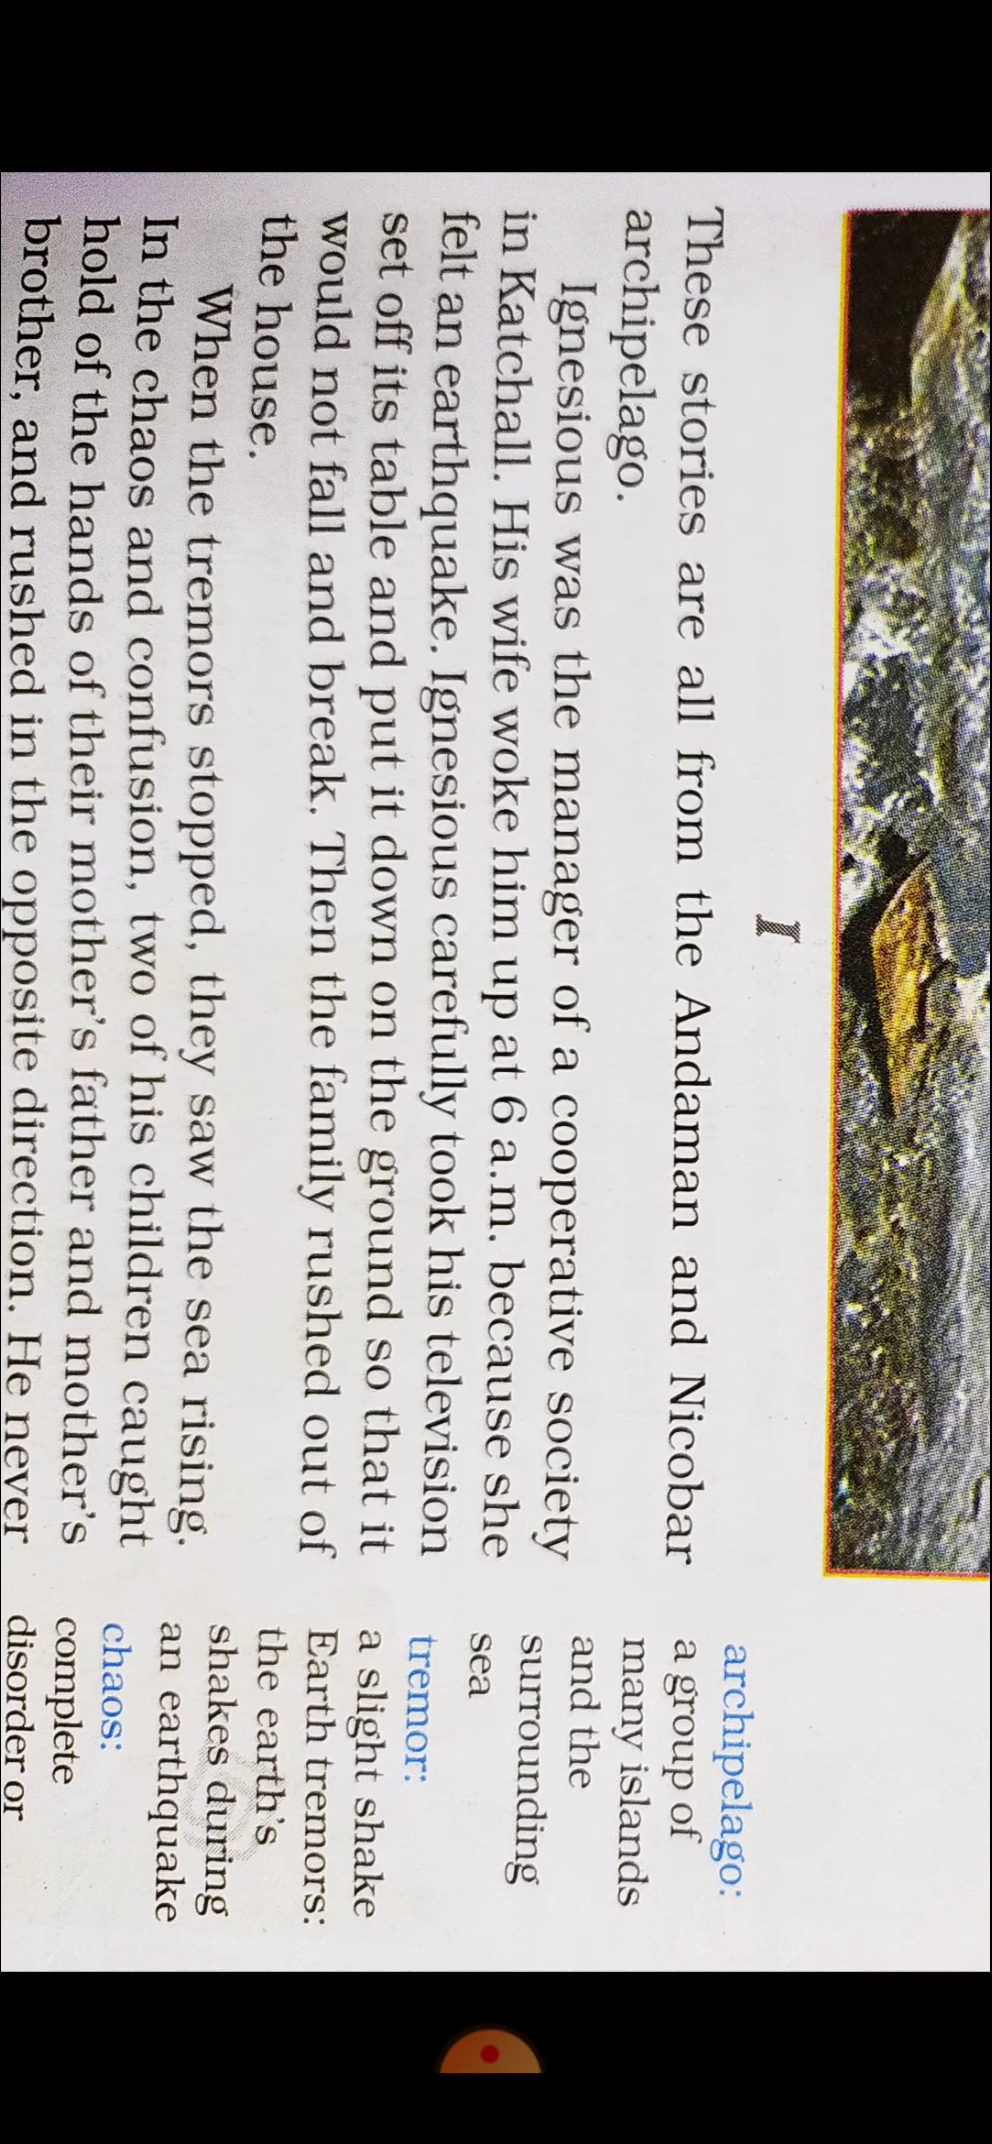 I
These stories are all from the Andaman and Nicobar
archipelago.
Ignesious was the manager of a cooperative society
in Katchall. His wife woke him up at 6 a.m. because she
felt an earthquake. Ignesious carefully took his television
set off its table and put it down on the ground so that it
would not fall and break. Then the family rushed out of
the house.
When the tremors stopped, they saw the sea rising.
In the chaos and confusion, two of his children caught
hold of the hands of their mother's father and mother's
brother, and rushed in the opposite direction. He never
archipelago:
a group of
many islands
and the
surrounding
sea
tremor:
a slight shake
Earth tremors:
the earth's
shakes during
an earthquake
chaos:
complete
disorder or